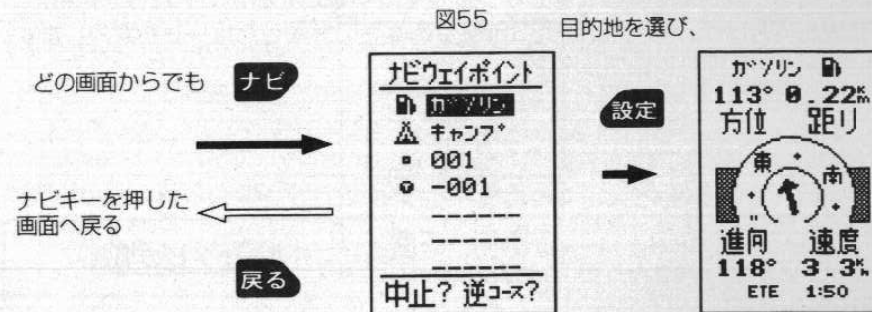 図55
目的地を選び、
どの画面からでも
ナビ
ナビキーを押した
画面へ戻る
戻る
ナビウェイポイント
ガソリン
キャンプ
001
-001
------
------
------
中止? 逆コース?
設定
ガソリン
113° 0.22km
方位 距り
東 南
進向 速度
118° 3.3
ETE 1:50